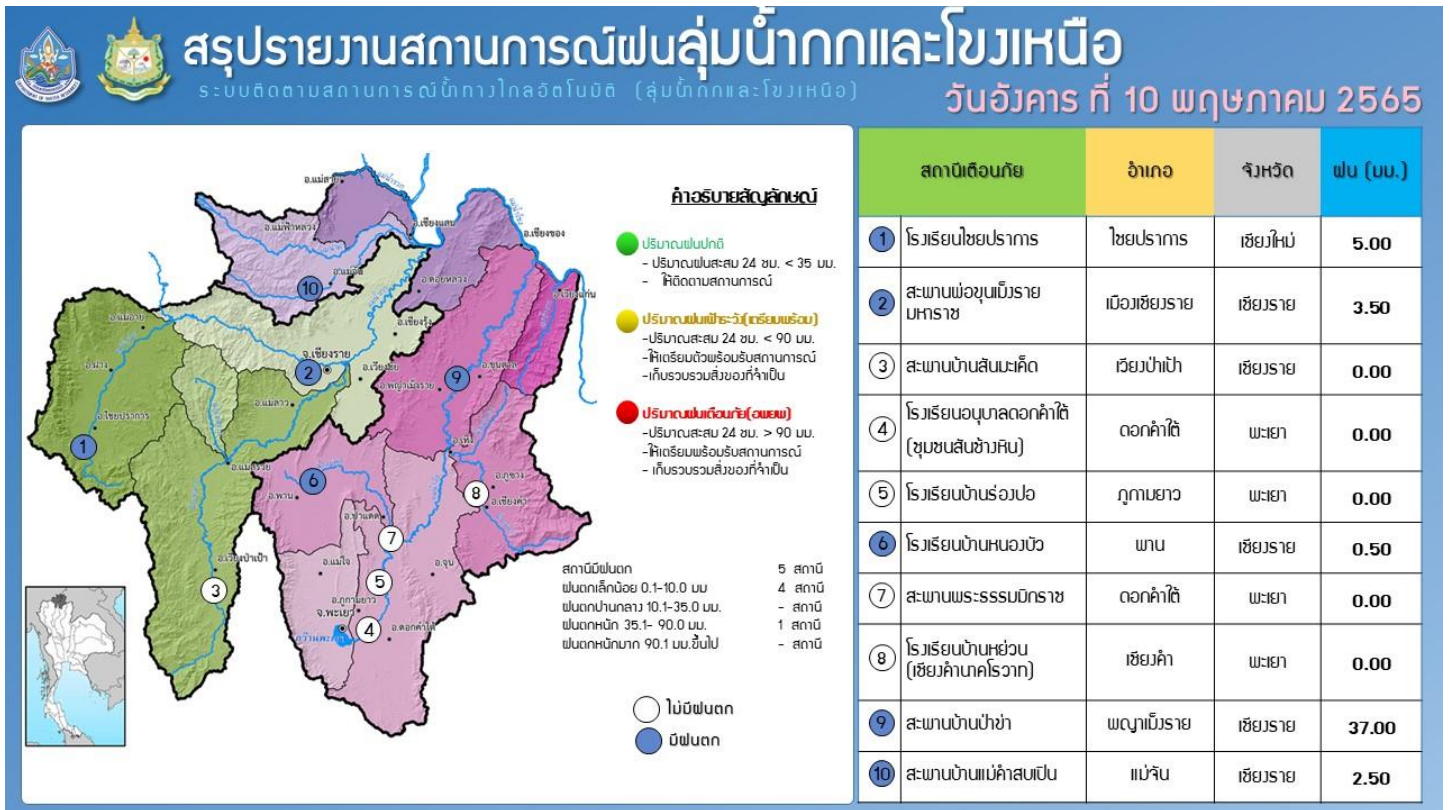 สรุปรายงานสถานการณ์ฝนลุ่มน้ำกกและโขงเหนือ
ระบบติดตามสถานการณ์น้ำทางไกลอัตโนมัติ (ลุ่มน้ำกกและโขงเหนือ)
วันอังคาร ที่ 10 พฤษภาคม 2565
อ.แม่สาย
อ.เชียงแสน
อ.แม่ฟ้าหลวง
อ.เชียงของ
อ.แม่จัน
10
อ.ดอยหลวง
อ.เวียงแก่น
อ.แม่อาย
อ.เชียงรุ้ง
อ.ฝาง
จ.เชียงราย
2
อ.เวียงชัย
อ.พญาเม็งราย
9
อ.ขุนตาล
อ.ไชยปราการ
อ.แม่ลาว
1
อ.แม่สรวย
อ.เทิง
6
อ.ภูซาง
อ.พาน
8
อ.เชียงคำ
อ.ป่าแดด
7
อ.เวียงป่าเป้า
อ.แม่ใจ
อ.จุน
3
5
อ.ภูกามยาว
จ.พะเยา
4
อ.ดอกคำใต้
กว๊านพะเยา
คำอธิบายสัญลักษณ์
ปริมาณฝนปกติ
- ปริมาณฝนสะสม 24 ชม. < 35 มม.
- ให้ติดตามสถานการณ์
ปริมาณฝนเฝ้าระวัง(เตรียมพร้อม)
-ปริมาณสะสม 24 ชม. < 90 มม.
-ให้เตรียมตัวพร้อมรับสถานการณ์
-เก็บรวบรวมสิ่งของที่จำเป็น
ปริมาณฝนเตือนภัย(อพยพ)
-ปริมาณสะสม 24 ชม. > 90 มม.
-ให้เตรียมพร้อมรับสถานการณ์
- เก็บรวบรวมสิ่งของที่จำเป็น
สถานีมีฝนตก 5 สถานี
ฝนตกเล็กน้อย 0.1-10.0 มม 4 สถานี
ฝนตกปานกลาง 10.1-35.0 มม. - สถานี
ฝนตกหนัก 35.1- 90.0 มม. 1 สถานี
ฝนตกหนักมาก 90.1 มม.ขึ้นไป - สถานี
ไม่มีฝนตก
มีฝนตก
สถานีเตือนภัย อำเภอ จังหวัด ฝน (มม.)
1 โรงเรียนไชยปราการ ไชยปราการ เชียงใหม่ 5.00
2 สะพานพ่อขุนเม็งราย
มหาราช เมืองเชียงราย เชียงราย 3.50
3 สะพานบ้านสันมะเค็ด เวียงป่าเป้า เชียงราย 0.00
4 โรงเรียนอนุบาลดอกคำใต้
(ชุมชนสันช้างหิน) ดอกคำใต้ พะเยา 0.00
5 โรงเรียนบ้านร่องปอ ภูกามยาว พะเยา 0.00
6 โรงเรียนบ้านหนองบัว พาน เชียงราย 0.50
7 สะพานพระธรรมมิกราช ดอกคำใต้ พะเยา 0.00
8 โรงเรียนบ้านหย่วน
(เชียงคำนาคโรวาท) เชียงคำ พะเยา 0.00
9 สะพานบ้านป่าข่า พญาเม็งราย เชียงราย 37.00
10 สะพานบ้านแม่คำสบเปิน แม่จัน เชียงราย 2.50